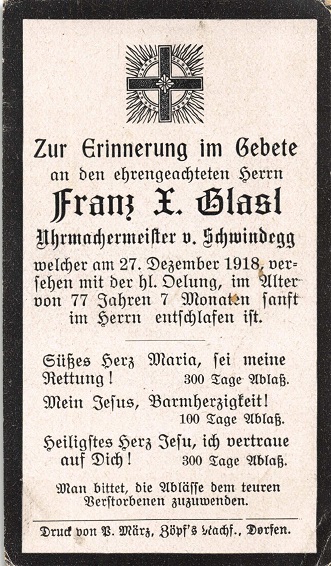 Zur Erinnerung im Gebete
an den ehrengeachteten Herrn
Franz X. Glasl
Uhrmachermeister v. Schwindegg
welcher am 27. Dezember 1918, ver-
sehen mit der hl. Oelung, im Alter
von 77 Jahren 7 Monaten sanft
im Herrn entschlafen ist.
Süßes Herz Maria, sei meine
Rettung! 300 Tage Ablaß.
Mein Jesus, Barmherzigkeit!
100 Tage Ablaß.
Heiligstes Herz Jesu, ich vertraue
auf Dich! 300 Tage Ablaß.
Man bittet, die Ablässe dem teuren
Verstorbenen zuzuwenden.
Druck von P. März, Zöpf's Nachf., Dorfen.